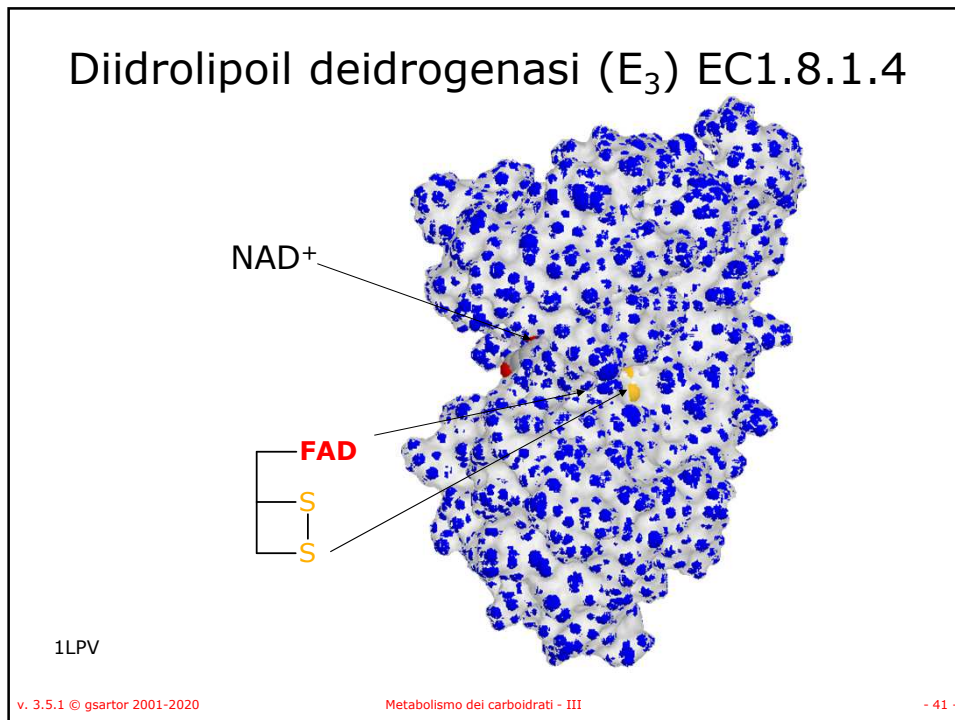 Diidrolipoil deidrogenasi (E₃) EC1.8.1.4
NAD⁺
FAD
S
S
1LPV
v. 3.5.1 © gsartor 2001-2020
Metabolismo dei carboidrati - III
- 41 -